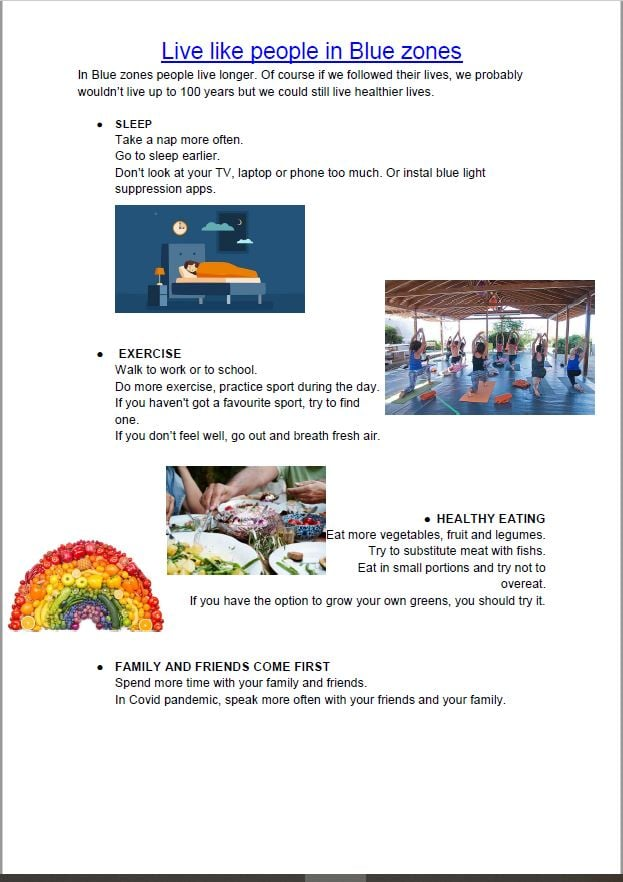 Live like people in Blue zones
In Blue zones people live longer. Of course if we followed their lives, we probably
wouldn't live up to 100 years but we could still live healthier lives.
● SLEEP
Take a nap more often.
Go to sleep earlier.
Don't look at your TV, laptop or phone too much. Or instal blue light
suppression apps.
● EXERCISE
Walk to work or to school.
Do more exercise, practice sport during the day.
If you haven't got a favourite sport, try to find
one.
If you don't feel well, go out and breath fresh air.
● HEALTHY EATING
Eat more vegetables, fruit and legumes.
Try to substitute meat with fishs.
Eat in small portions and try not to
overeat.
If you have the option to grow your own greens, you should try it.
● FAMILY AND FRIENDS COME FIRST
Spend more time with your family and friends.
In Covid pandemic, speak more often with your friends and your family.